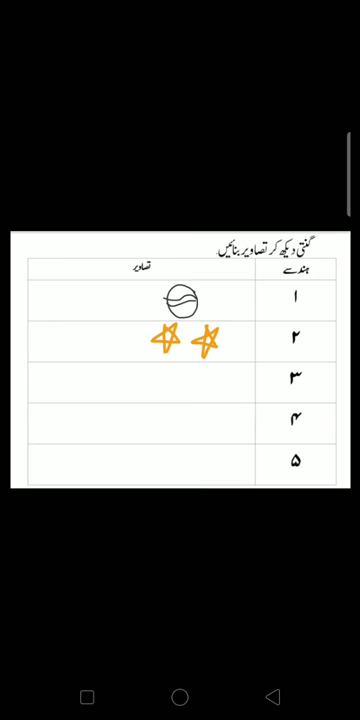 گنتی دیکھ کر تصاویر بنائیں۔
ہندسے تصاویر
۱
۲
۳
۴
۵